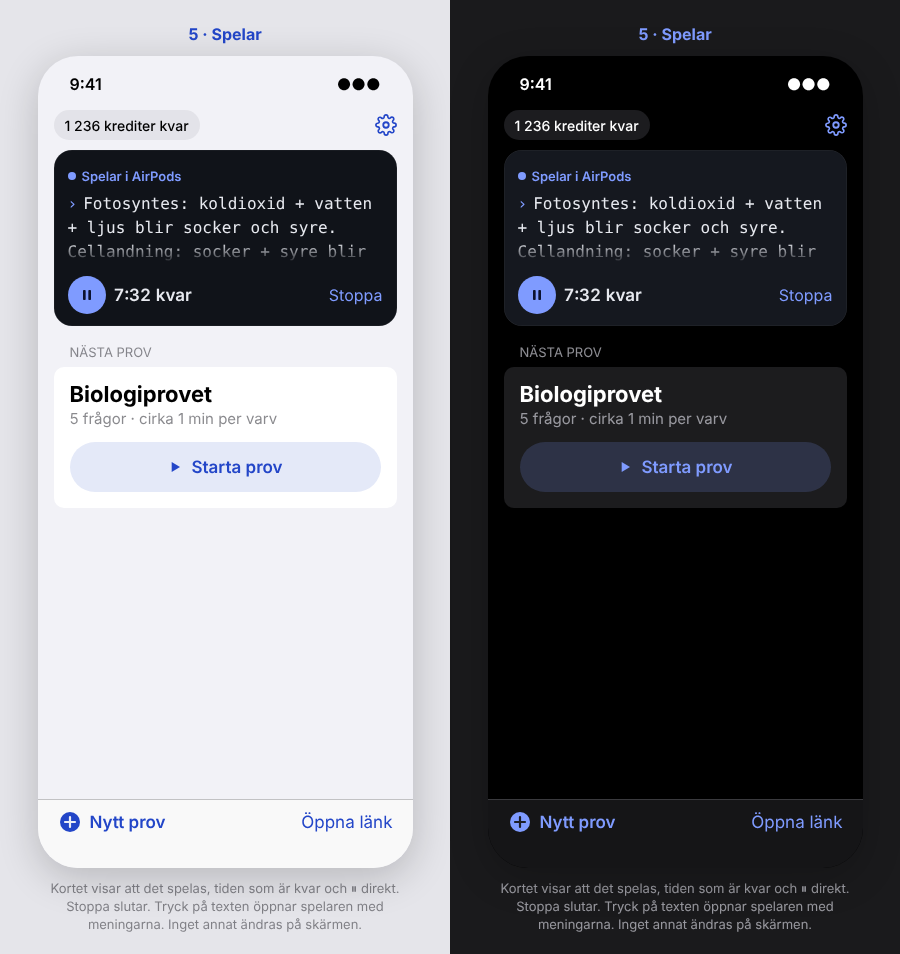 5 · Spelar
9:41
1 236 krediter kvar
Spelar i AirPods
› Fotosyntes: koldioxid + vatten
+ ljus blir socker och syre.
Cellandning: socker + syre blir
7:32 kvar
Stoppa
NÄSTA PROV
Biologiprovet
5 frågor · cirka 1 min per varv
Starta prov
Nytt prov
Öppna länk
Kortet visar att det spelas, tiden som är kvar och ⏸ direkt.
Stoppa slutar. Tryck på texten öppnar spelaren med
meningarna. Inget annat ändras på skärmen.
5 · Spelar
9:41
1 236 krediter kvar
Spelar i AirPods
› Fotosyntes: koldioxid + vatten
+ ljus blir socker och syre.
Cellandning: socker + syre blir
7:32 kvar
Stoppa
NÄSTA PROV
Biologiprovet
5 frågor · cirka 1 min per varv
Starta prov
Nytt prov
Öppna länk
Kortet visar att det spelas, tiden som är kvar och ⏸ direkt.
Stoppa slutar. Tryck på texten öppnar spelaren med
meningarna. Inget annat ändras på skärmen.